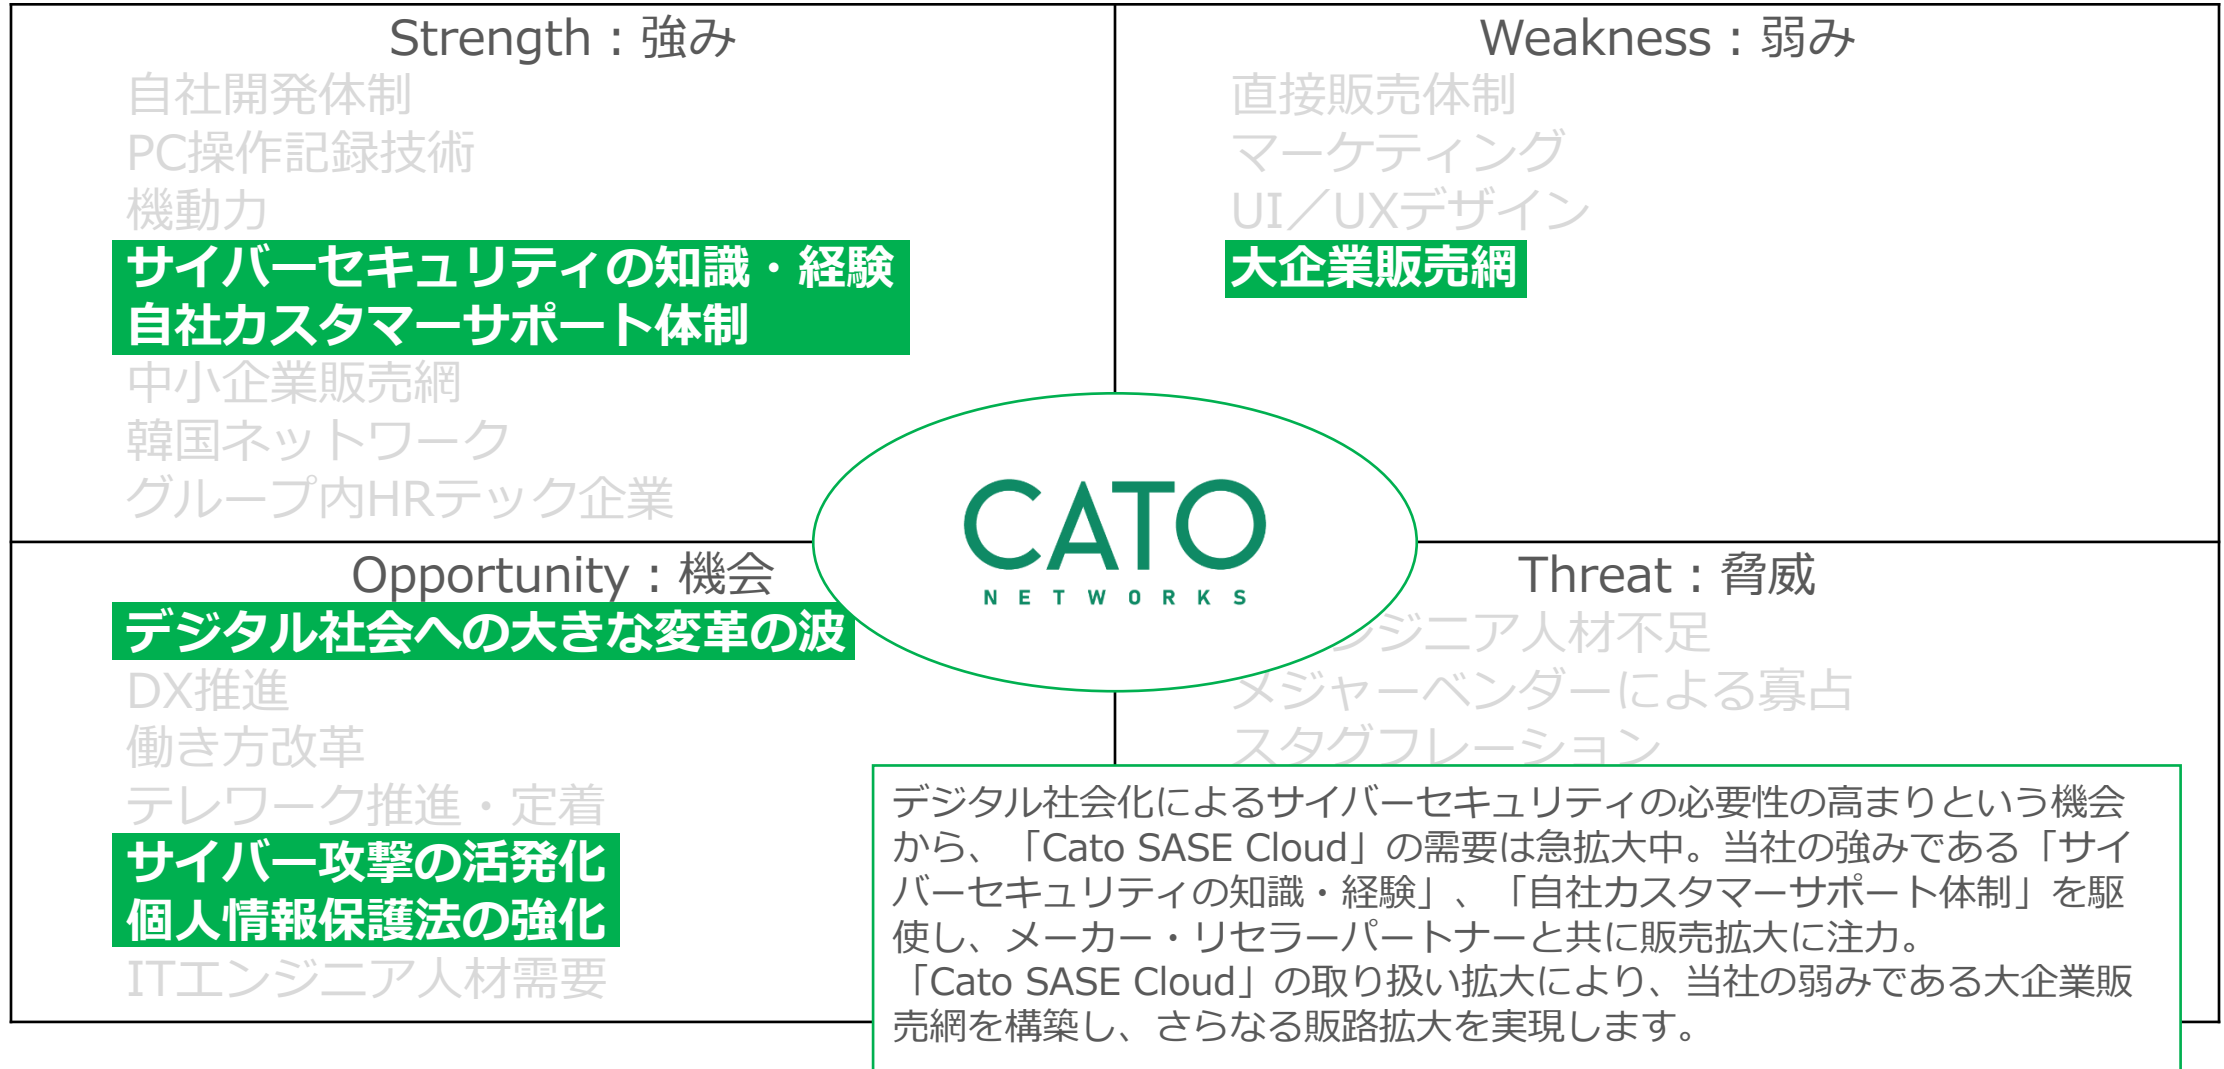 Strength：強み
自社開発体制
PC操作記録技術
機動力
サイバーセキュリティの知識・経験
自社カスタマーサポート体制
中小企業販売網
韓国ネットワーク
グループ内HRテック企業
Weakness：弱み
直接販売体制
マーケティング
UI／UXデザイン
大企業販売網
CATO
NETWORKS
Opportunity：機会
デジタル社会への大きな変革の波
DX推進
働き方改革
テレワーク推進・定着
サイバー攻撃の活発化
個人情報保護法の強化
ITエンジニア人材需要
Threat：脅威
ンジニア人材不足
メジャーベンダーによる寡占
スタグフレーション
デジタル社会化によるサイバーセキュリティの必要性の高まりという機会
から、「Cato SASE Cloud」の需要は急拡大中。当社の強みである「サイ
バーセキュリティの知識・経験」、「自社カスタマーサポート体制」を駆
使し、メーカー・リセラーパートナーと共に販売拡大に注力。
「Cato SASE Cloud」の取り扱い拡大により、当社の弱みである大企業販
売網を構築し、さらなる販路拡大を実現します。